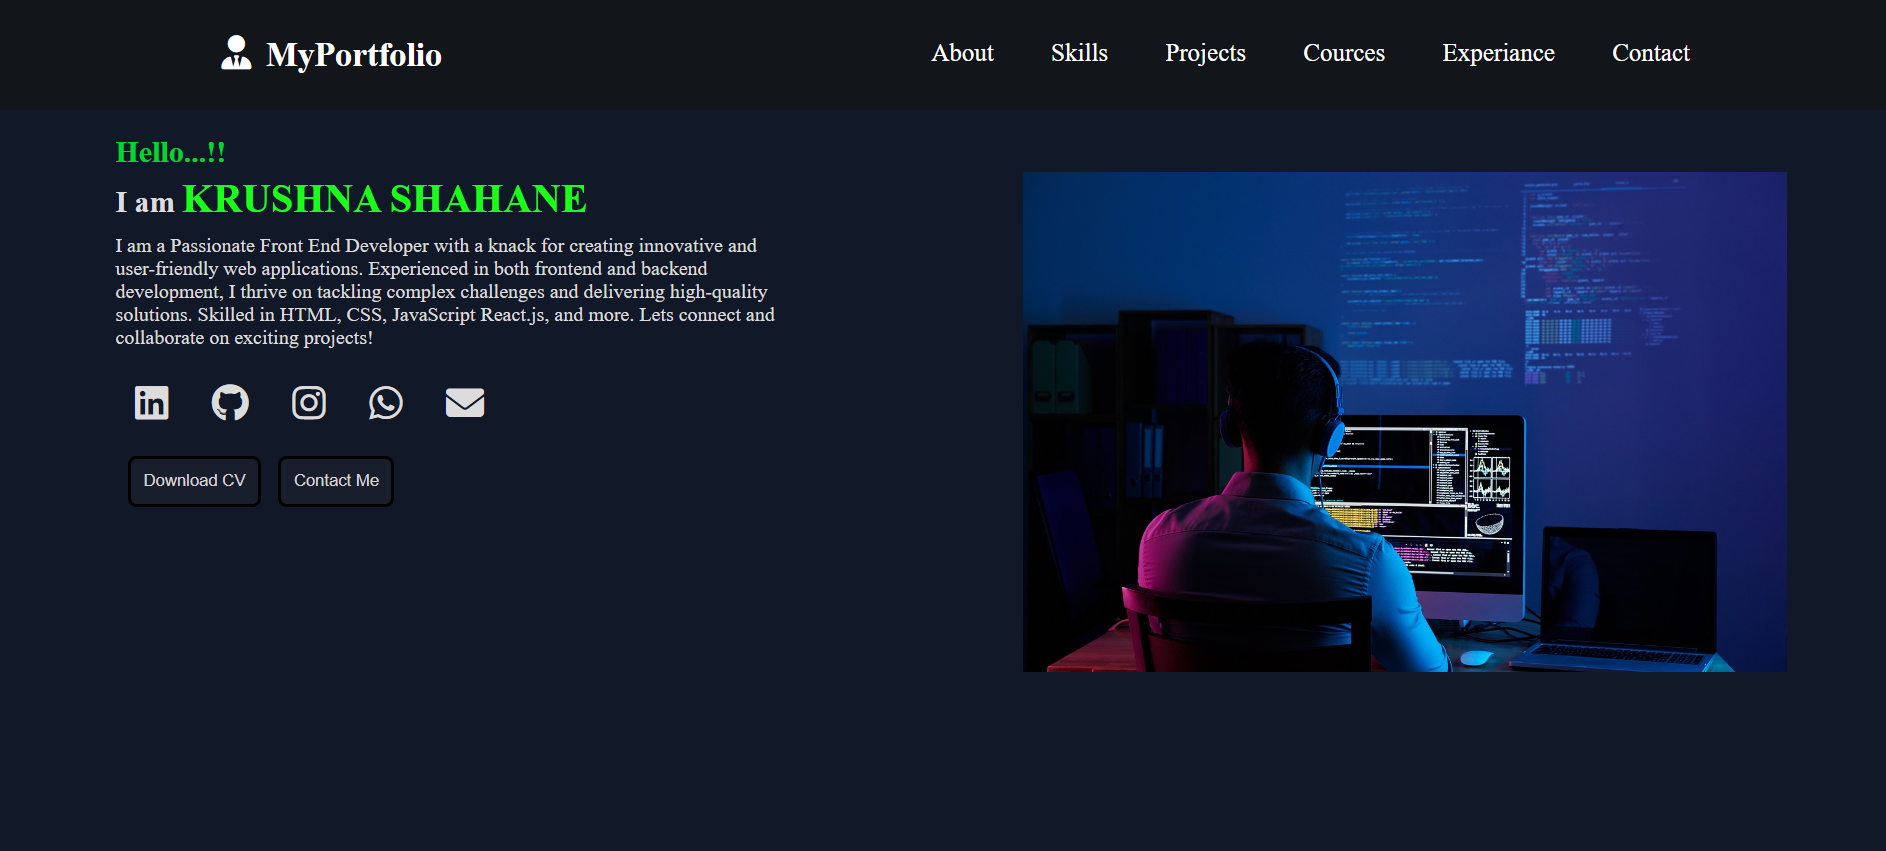 MyPortfolio
About Skills Projects Cources Experiance Contact
Hello...!!
I am KRUSHNA SHAHANE
I am a Passionate Front End Developer with a knack for creating innovative and
user-friendly web applications. Experienced in both frontend and backend
development, I thrive on tackling complex challenges and delivering high-quality
solutions. Skilled in HTML, CSS, JavaScript React.js, and more. Lets connect and
collaborate on exciting projects!
in
Download CV Contact Me